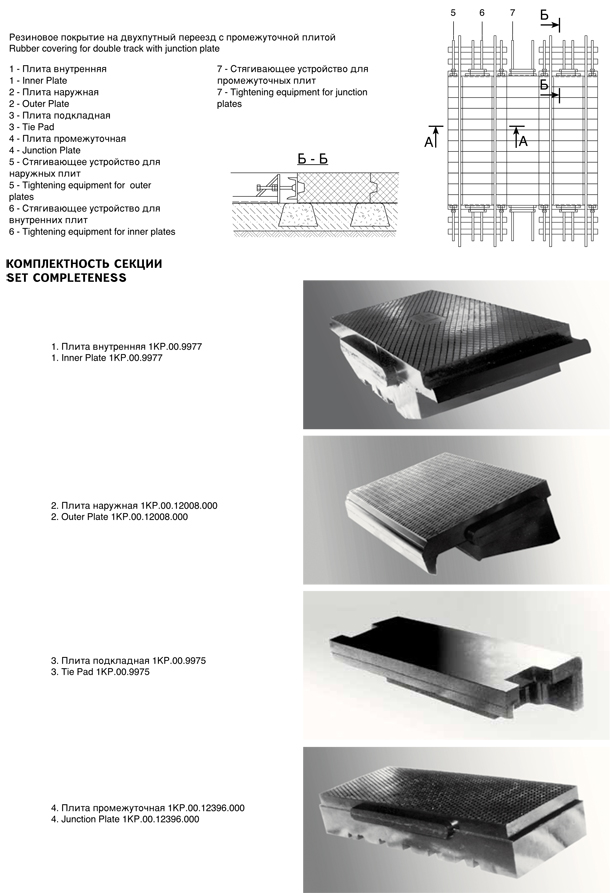 Резиновое покрытие на двухпутный переезд с промежуточной плитой
Rubber covering for double track with junction plate
1 - Плита внутренняя
1 - Inner Plate
2 - Плита наружная
2 - Outer Plate
3 - Плита подкладная
3 - Tie Pad
4 - Плита промежуточная
4 - Junction Plate
5 - Стягивающее устройство для
наружных плит
5 - Tightening equipment for outer
plates
6 - Стягивающее устройство для
внутренних плит
6 - Tightening equipment for inner plates
7 - Стягивающее устройство для
промежуточных плит
7 - Tightening equipment for junction
plates
Б - Б
5 6 7 Б
Б
А А
КОМПЛЕКТНОСТЬ СЕКЦИИ
SET COMPLETENESS
1. Плита внутренняя 1КР.00.9977
1. Inner Plate 1КР.00.9977
2. Плита наружная 1КР.00.12008.000
2. Outer Plate 1КР.00.12008.000
3. Плита подкладная 1КР.00.9975
3. Tie Pad 1КР.00.9975
4. Плита промежуточная 1КР.00.12396.000
4. Junction Plate 1КР.00.12396.000